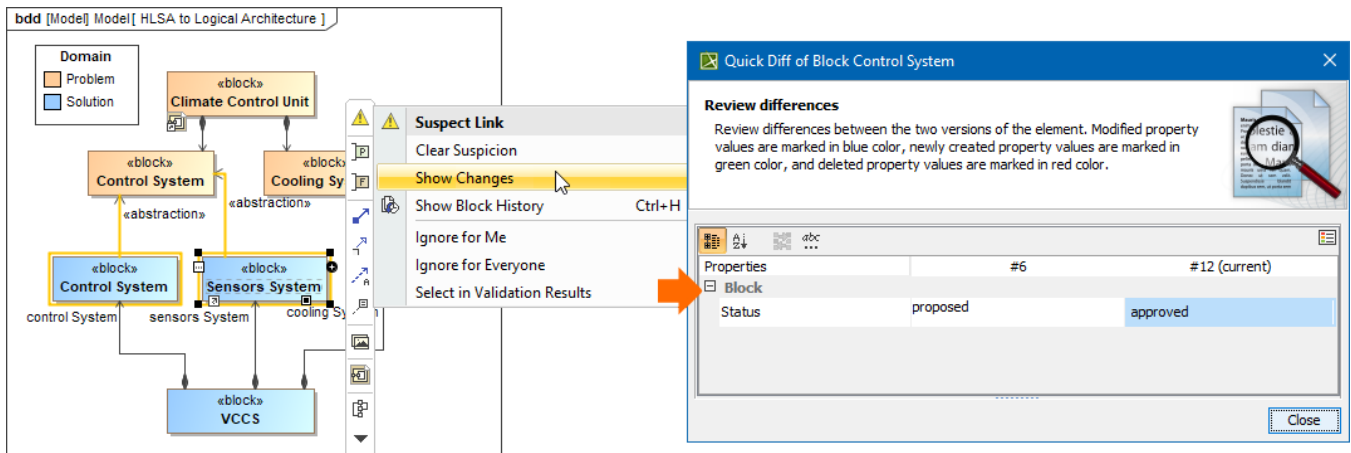 bdd [Model] Model[ HLSA to Logical Architecture ]
Domain
Problem
Solution
«block»
Climate Control Unit
«block»
Control System
«block»
Cooling Sy
«abstraction»
«abstraction»
«block»
Control System
«block»
Sensors System
control System
sensors System
cooling Sy
«block»
VCCS
Suspect Link
Clear Suspicion
Show Changes
Show Block History Ctrl+H
Ignore for Me
Ignore for Everyone
Select in Validation Results
Quick Diff of Block Control System
Review differences
Review differences between the two versions of the element. Modified property
values are marked in blue color, newly created property values are marked in
green color, and deleted property values are marked in red color.
Properties #6 #12 (current)
Block
Status proposed approved
Close